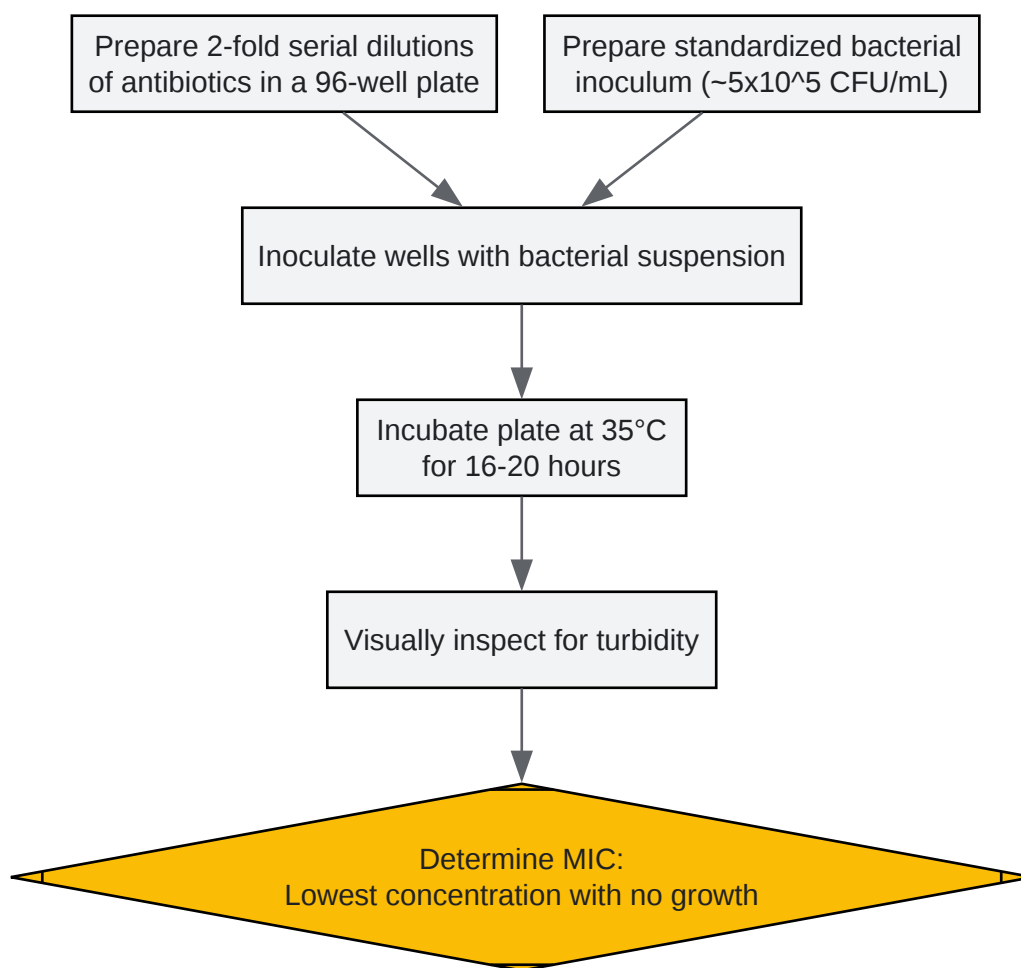 Prepare 2-fold serial dilutions
of antibiotics in a 96-well plate
Prepare standardized bacterial
inoculum (~5x10^5 CFU/mL)
Inoculate wells with bacterial suspension
Incubate plate at 35°C
for 16-20 hours
Visually inspect for turbidity
Determine MIC:
Lowest concentration with no growth